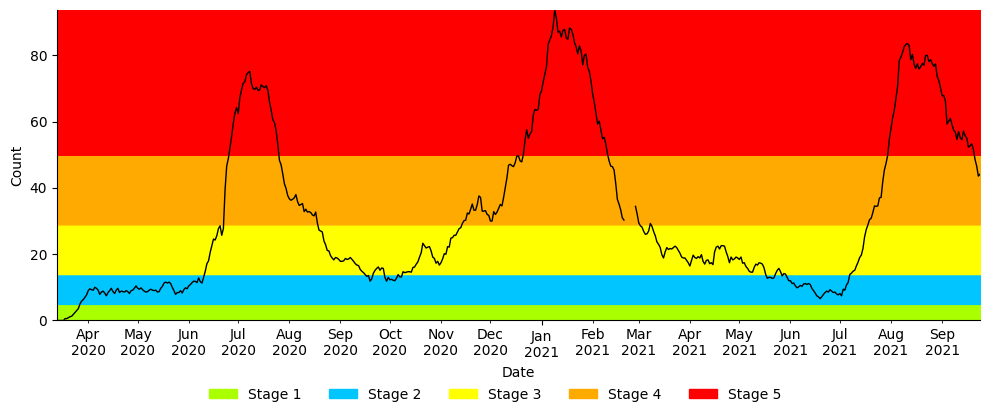 Count
80
60
40
20
0
Apr 2020
May 2020
Jun 2020
Jul 2020
Aug 2020
Sep 2020
Oct 2020
Nov 2020
Dec 2020
Jan 2021
Feb 2021
Mar 2021
Apr 2021
May 2021
Jun 2021
Jul 2021
Aug 2021
Sep 2021
Date
Stage 1
Stage 2
Stage 3
Stage 4
Stage 5